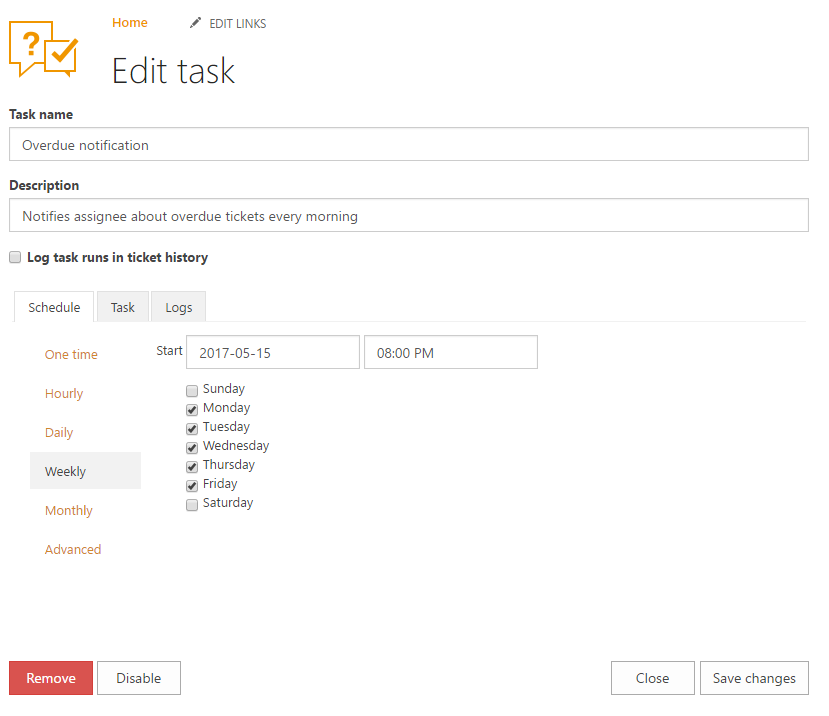 Home EDIT LINKS
Edit task
Task name
Overdue notification
Description
Notifies assignee about overdue tickets every morning
Log task runs in ticket history
Schedule Task Logs
One time
Hourly
Daily
Weekly
Monthly
Advanced
Start 2017-05-15 08:00 PM
Sunday
Monday
Tuesday
Wednesday
Thursday
Friday
Saturday
Remove Disable Close Save changes